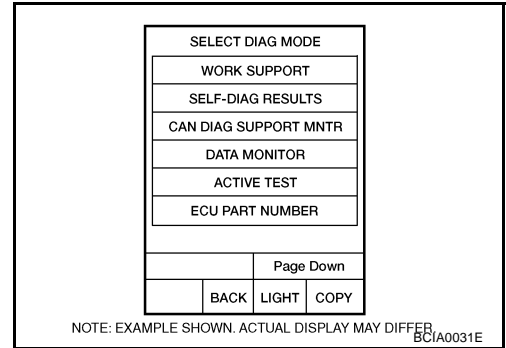 SELECT DIAG MODE
WORK SUPPORT
SELF-DIAG RESULTS
CAN DIAG SUPPORT MNTR
DATA MONITOR
ACTIVE TEST
ECU PART NUMBER
Page Down
BACK LIGHT COPY
NOTE: EXAMPLE SHOWN. ACTUAL DISPLAY MAY DIFFER.
BCIA0031E